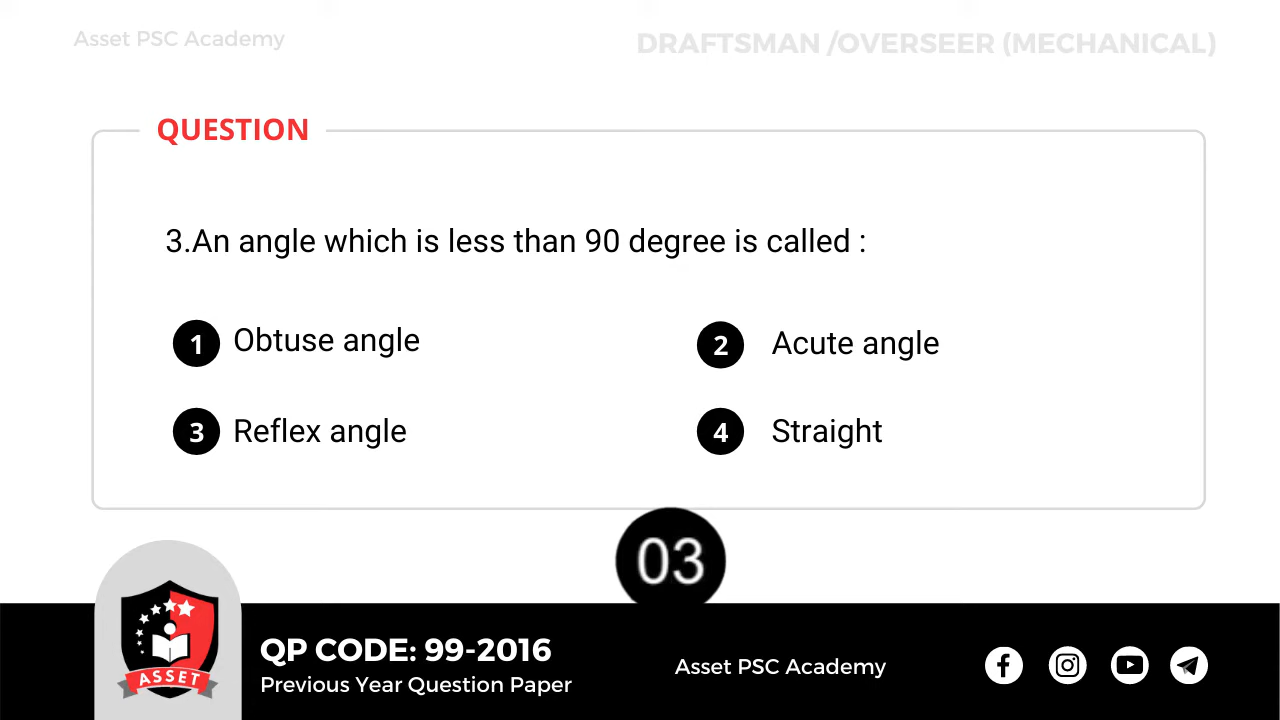 Asset PSC Academy
DRAFTSMAN /OVERSEER (MECHANICAL)
QUESTION
3.An angle which is less than 90 degree is called :
1 Obtuse angle
2 Acute angle
3 Reflex angle
4 Straight
03
ASSET
QP CODE: 99-2016
Previous Year Question Paper
Asset PSC Academy